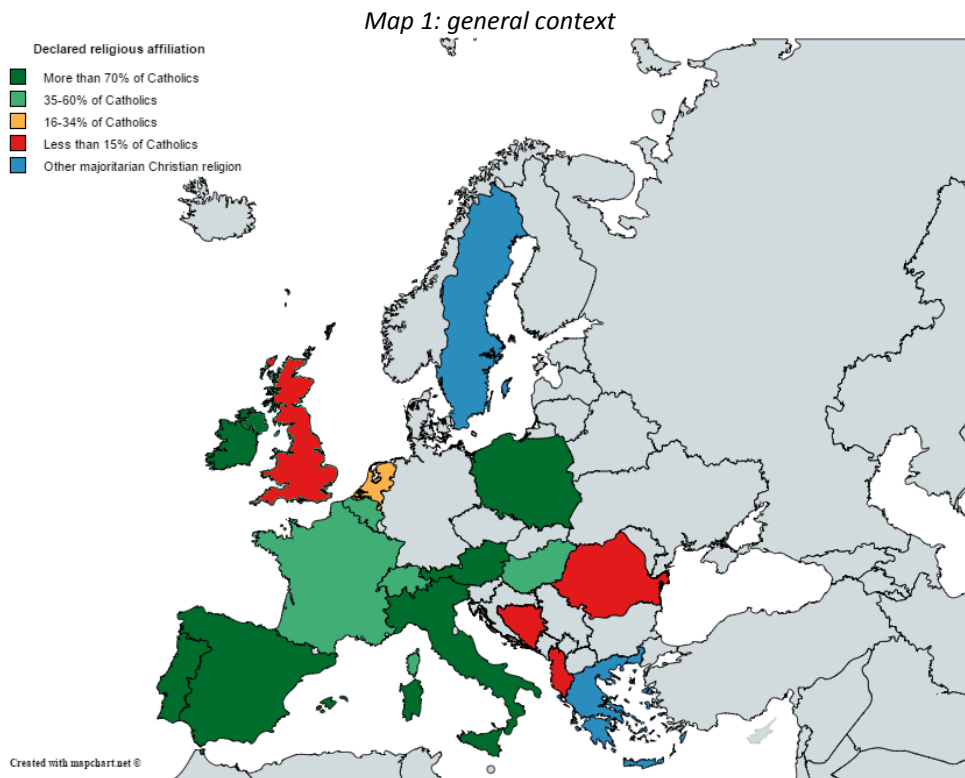 Map 1: general context
Declared religious affiliation
More than 70% of Catholics
35-60% of Catholics
16-34% of Catholics
Less than 15% of Catholics
Other majoritarian Christian religion
Created with mapchart.net ©